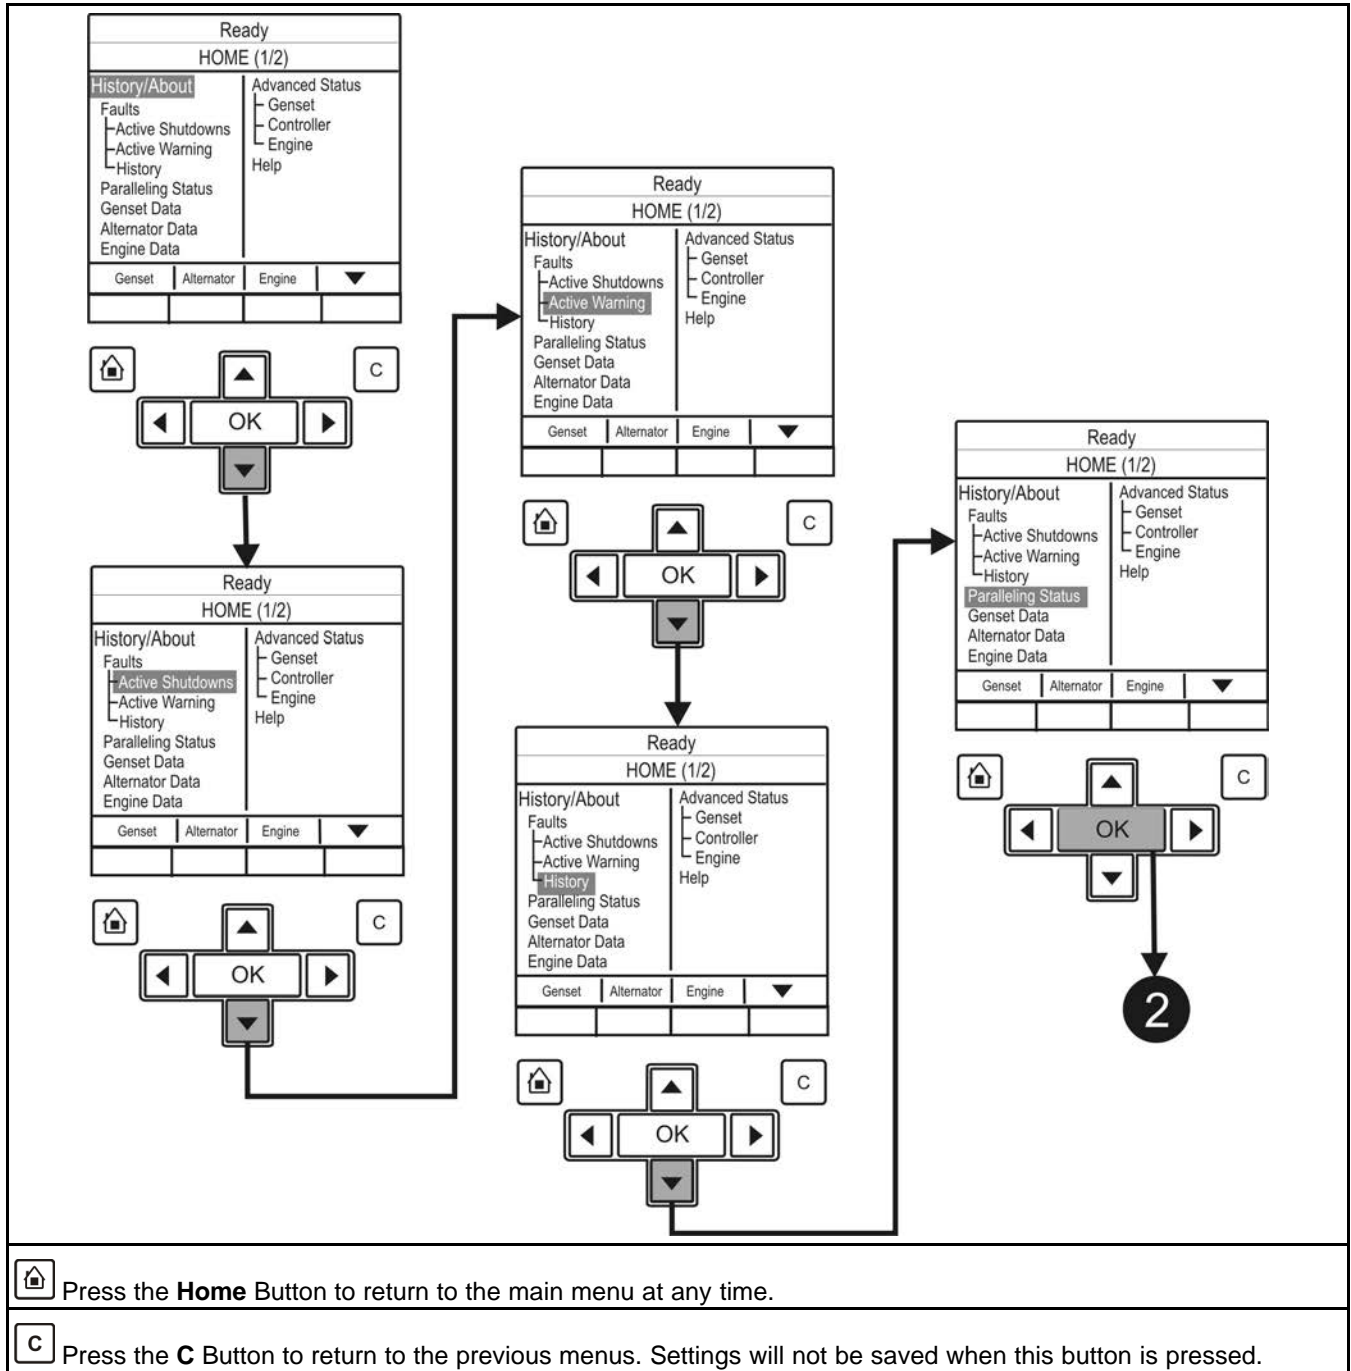 Ready
HOME (1/2)
History/About
Faults
Active Shutdowns
Active Warning
History
Paralleling Status
Genset Data
Alternator Data
Engine Data
Advanced Status
Genset
Controller
Engine
Help
Genset Alternator Engine
C
OK
Ready
HOME (1/2)
History/About
Faults
Active Shutdowns
Active Warning
History
Paralleling Status
Genset Data
Alternator Data
Engine Data
Advanced Status
Genset
Controller
Engine
Help
Genset Alternator Engine
C
OK
Ready
HOME (1/2)
History/About
Faults
Active Shutdowns
Active Warning
History
Paralleling Status
Genset Data
Alternator Data
Engine Data
Advanced Status
Genset
Controller
Engine
Help
Genset Alternator Engine
C
OK
Ready
HOME (1/2)
History/About
Faults
Active Shutdowns
Active Warning
History
Paralleling Status
Genset Data
Alternator Data
Engine Data
Advanced Status
Genset
Controller
Engine
Help
Genset Alternator Engine
C
OK
Ready
HOME (1/2)
History/About
Faults
Active Shutdowns
Active Warning
History
Paralleling Status
Genset Data
Alternator Data
Engine Data
Advanced Status
Genset
Controller
Engine
Help
Genset Alternator Engine
C
OK
2
Press the Home Button to return to the main menu at any time.
C Press the C Button to return to the previous menus. Settings will not be saved when this button is pressed.